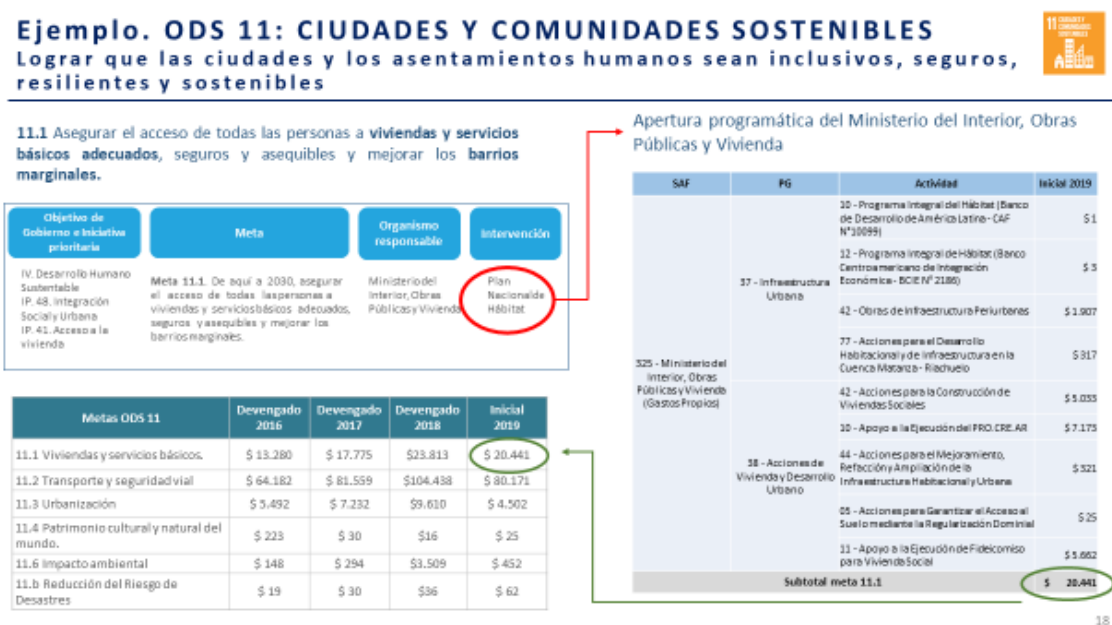 Ejemplo. ODS 11: CIUDADES Y COMUNIDADES SOSTENIBLES
Lograr que las ciudades y los asentamientos humanos sean inclusivos, seguros,
resilientes y sostenibles
11 CIUDADES Y
COMUNIDADES
SOSTENIBLES
11.1 Asegurar el acceso de todas las personas a viviendas y servicios
básicos adecuados, seguros y asequibles y mejorar los barrios
marginales.
Objetivo de
Gobierno e Iniciativa
prioritaria
Meta
Organismo
responsable
Intervención
IV. Desarrollo Humano
Sustentable
IP. 48. Integración
Social y Urbana
IP. 41. Acceso a la
vivienda
Meta 11.1. De aquí a 2030, asegurar
el acceso de todas las personas a
viviendas y servicios básicos adecuados,
seguros y asequibles y mejorar los
barrios marginales.
Ministerio del
Interior, Obras
Públicas y Vivienda
Plan
Nacional de
Hábitat
Metas ODS 11 Devengado 2016 Devengado 2017 Devengado 2018 Inicial 2019
11.1 Viviendas y servicios básicos. $ 13.280 $ 17.775 $23.813 $ 20.441
11.2 Transporte y seguridad vial $ 64.182 $ 81.559 $104.438 $ 80.171
11.3 Urbanización $ 5.492 $ 7.232 $9.610 $ 4.502
11.4 Patrimonio cultural y natural del
mundo. $ 223 $ 30 $16 $ 25
11.6 Impacto ambiental $ 148 $ 294 $3.509 $ 452
11.b Reducción del Riesgo de
Desastres $ 19 $ 30 $36 $ 62
Apertura programática del Ministerio del Interior, Obras
Públicas y Vivienda
SAF PG Actividad Inicial 2019
325 - Ministerio del
Interior, Obras
Públicas y Vivienda
(Gastos Propios)
37 - Infraestructura
Urbana
10 - Programa Integral del Hábitat (Banco
de Desarrollo de América Latina - CAF
N°10099) $ 1
12 - Programa Integral de Hábitat (Banco
Centroamericano de Integración
Económica - BCIE N° 2186) $ 3
42 - Obras de Infraestructura Periurbanas $ 1.907
77 - Acciones para el Desarrollo
Habitacional y de Infraestructura en la
Cuenca Matanza - Riachuelo $ 317
38 - Acciones de
Vivienda y Desarrollo
Urbano
42 - Acciones para la Construcción de
Viviendas Sociales $ 5.033
10 - Apoyo a la Ejecución del PRO.CRE.AR $ 7.173
44 - Acciones para el Mejoramiento,
Refacción y Ampliación de la
Infraestructura Habitacional y Urbana $ 321
05 - Acciones para Garantizar el Acceso al
Suelo mediante la Regularización Dominial $ 25
11 - Apoyo a la Ejecución de Fideicomiso
para Vivienda Social $ 5.662
Subtotal meta 11.1 $ 20.441
18